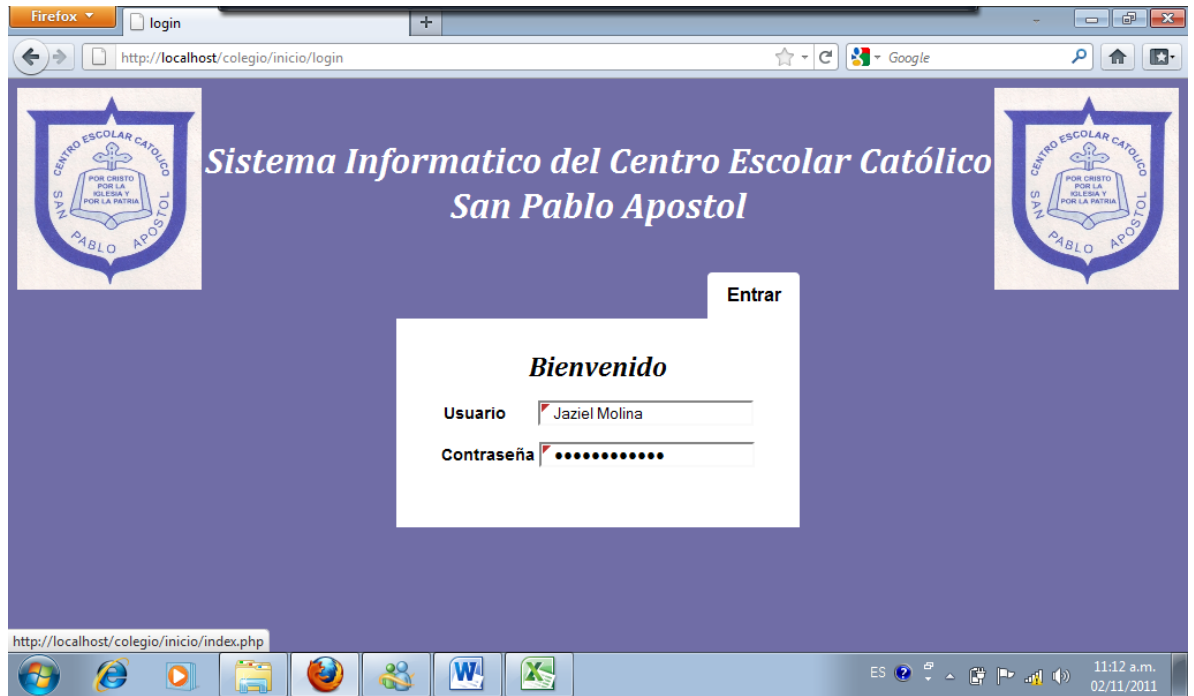 Firefox
login
http://localhost/colegio/inicio/login
Google
CENTRO ESCOLAR CATOLICO
POR CRISTO
POR LA
IGLESIA Y
POR LA PATRIA
SAN PABLO APOSTOL
Sistema Informatico del Centro Escolar Católico
San Pablo Apostol
CENTRO ESCOLAR CATOLICO
POR CRISTO
POR LA
IGLESIA Y
POR LA PATRIA
SAN PABLO APOSTOL
Entrar
Bienvenido
Usuario Jaziel Molina
Contraseña ••••••••••••
http://localhost/colegio/inicio/index.php
ES
11:12 a.m.
02/11/2011